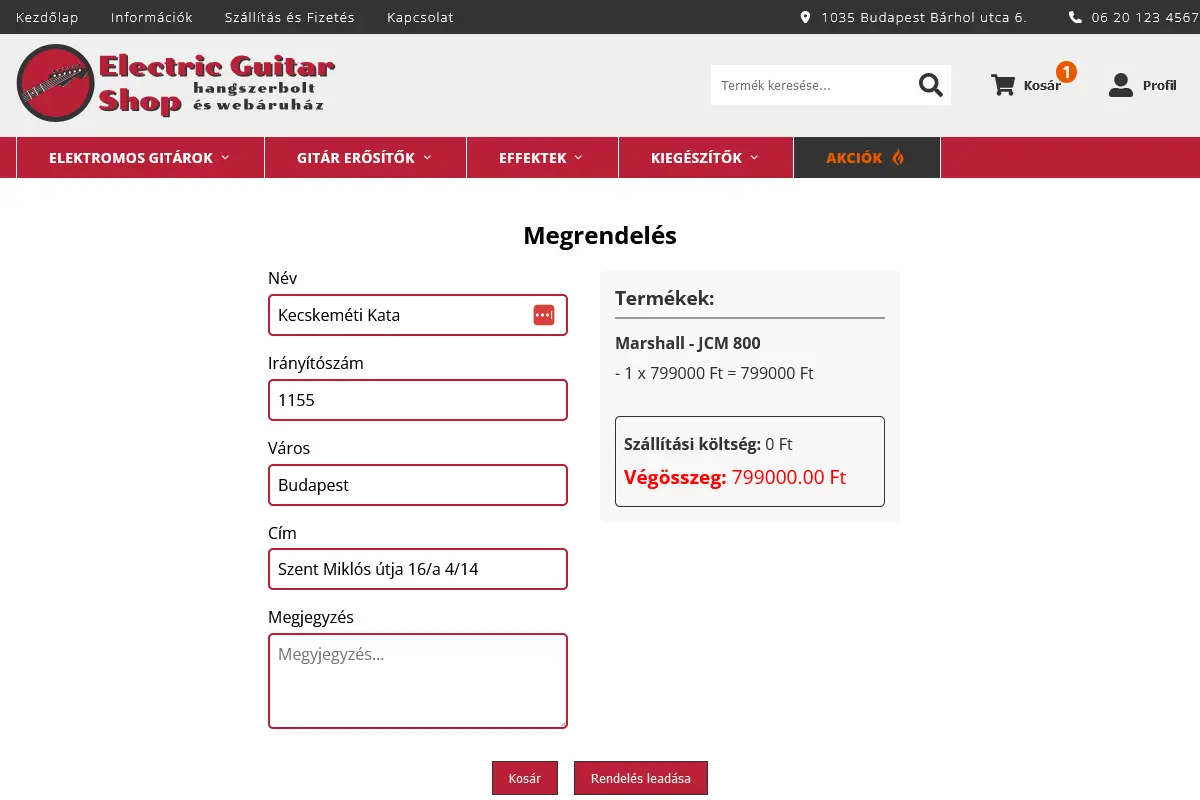 Kezdőlap Információk Szállítás és Fizetés Kapcsolat 1035 Budapest Bárhol utca 6. 06 20 123 4567
Electric Guitar
Shop hangszerbolt
és webáruház
Termék keresése...
Kosár 1
Profil
ELEKTROMOS GITÁROK GITÁR ERŐSÍTŐK EFFEKTEK KIEGÉSZÍTŐK AKCIÓK
Megrendelés
Név
Kecskeméti Kata
Irányítószám
1155
Város
Budapest
Cím
Szent Miklós útja 16/a 4/14
Megjegyzés
Megyjegyzés...
Termékek:
Marshall - JCM 800
- 1 x 799000 Ft = 799000 Ft
Szállítási költség: 0 Ft
Végösszeg: 799000.00 Ft
Kosár Rendelés leadása